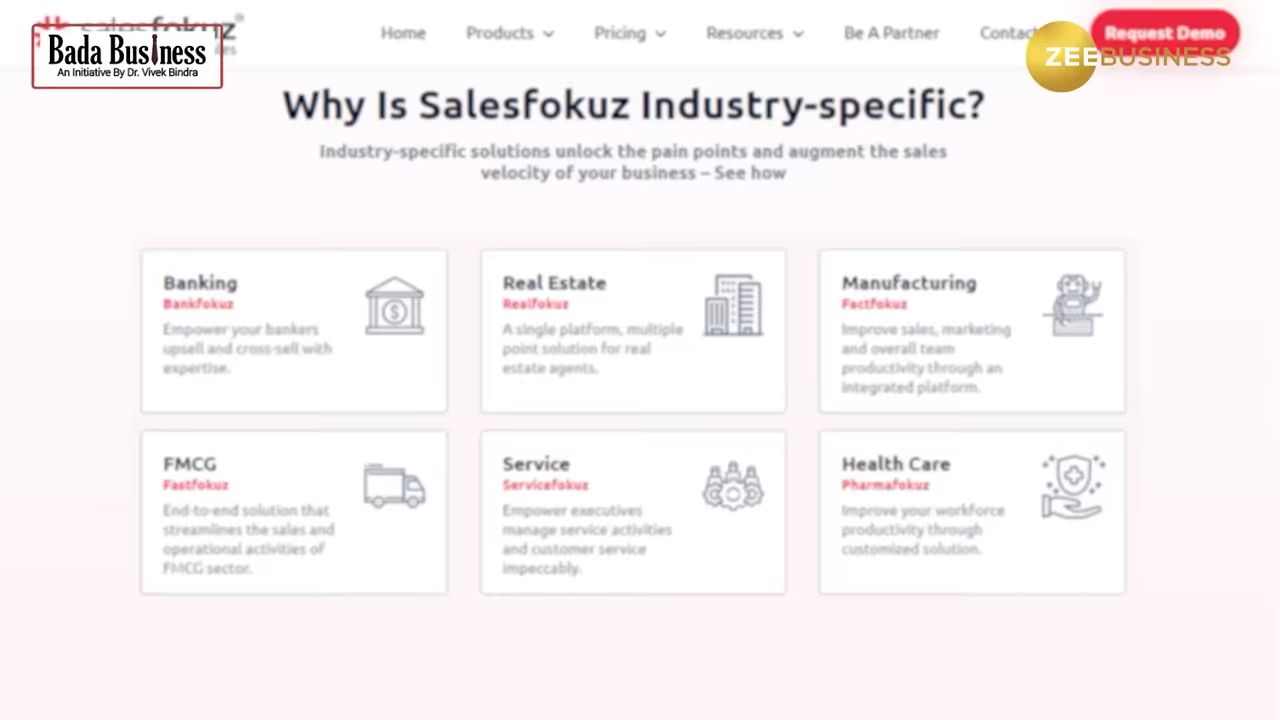 salesfokuz
Bada Business
An Initiative By Dr. Vivek Bindra
Home Products Pricing Resources Be A Partner Contact Request Demo
ZEE BUSINESS
Why Is Salesfokuz Industry-specific?
Industry-specific solutions unlock the pain points and augment the sales
velocity of your business – See how
Banking
Bankfokuz
Empower your bankers
upsell and cross-sell with
expertise.
Real Estate
Realfokuz
A single platform, multiple
point solution for real
estate agents.
Manufacturing
Factfokuz
Improve sales, marketing
and overall team
productivity through an
integrated platform.
FMCG
Fastfokuz
End-to-end solution that
streamlines the sales and
operational activities of
FMCG sector.
Service
Servicefokuz
Empower executives
manage service activities
and customer service
impeccably.
Health Care
Pharmafokuz
Improve your workforce
productivity through
customized solution.